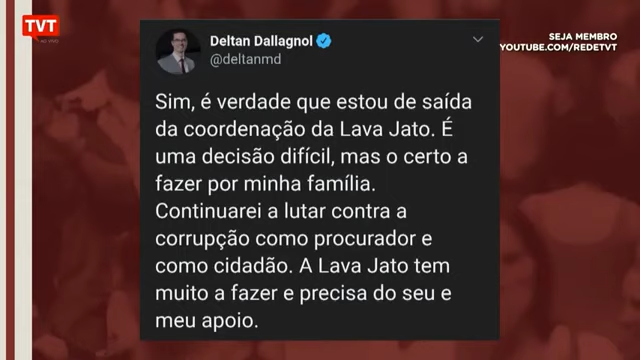 TVT
AO VIVO
SEJA MEMBRO
YOUTUBE.COM/REDETVT
Deltan Dallagnol
@deltanmd
Sim, é verdade que estou de saída
da coordenação da Lava Jato. É
uma decisão difícil, mas o certo a
fazer por minha família.
Continuarei a lutar contra a
corrupção como procurador e
como cidadão. A Lava Jato tem
muito a fazer e precisa do seu e
meu apoio.